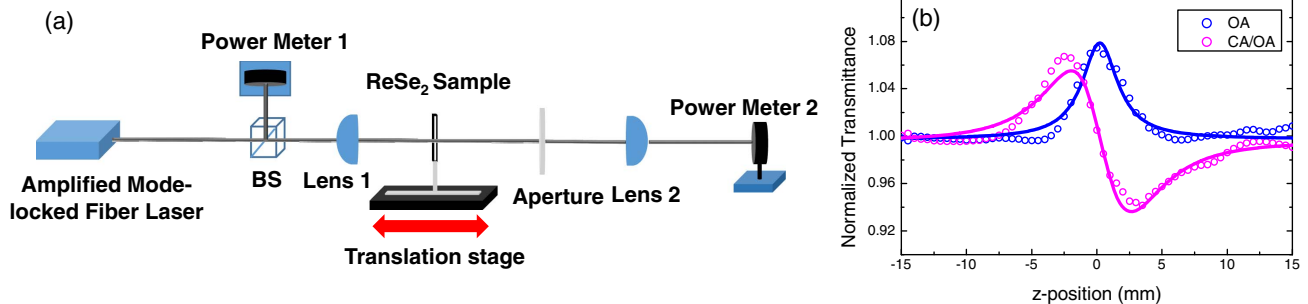 (a)
Power Meter 1
ReSe2 Sample
Power Meter 2
BS
Lens 1
Aperture
Lens 2
Amplified Mode-
locked Fiber Laser
Translation stage
(b)
OA
CA/OA
Normalized Transmittance
1.08
1.04
1.00
0.96
0.92
-15 -10 -5 0 5 10 15
z-position (mm)